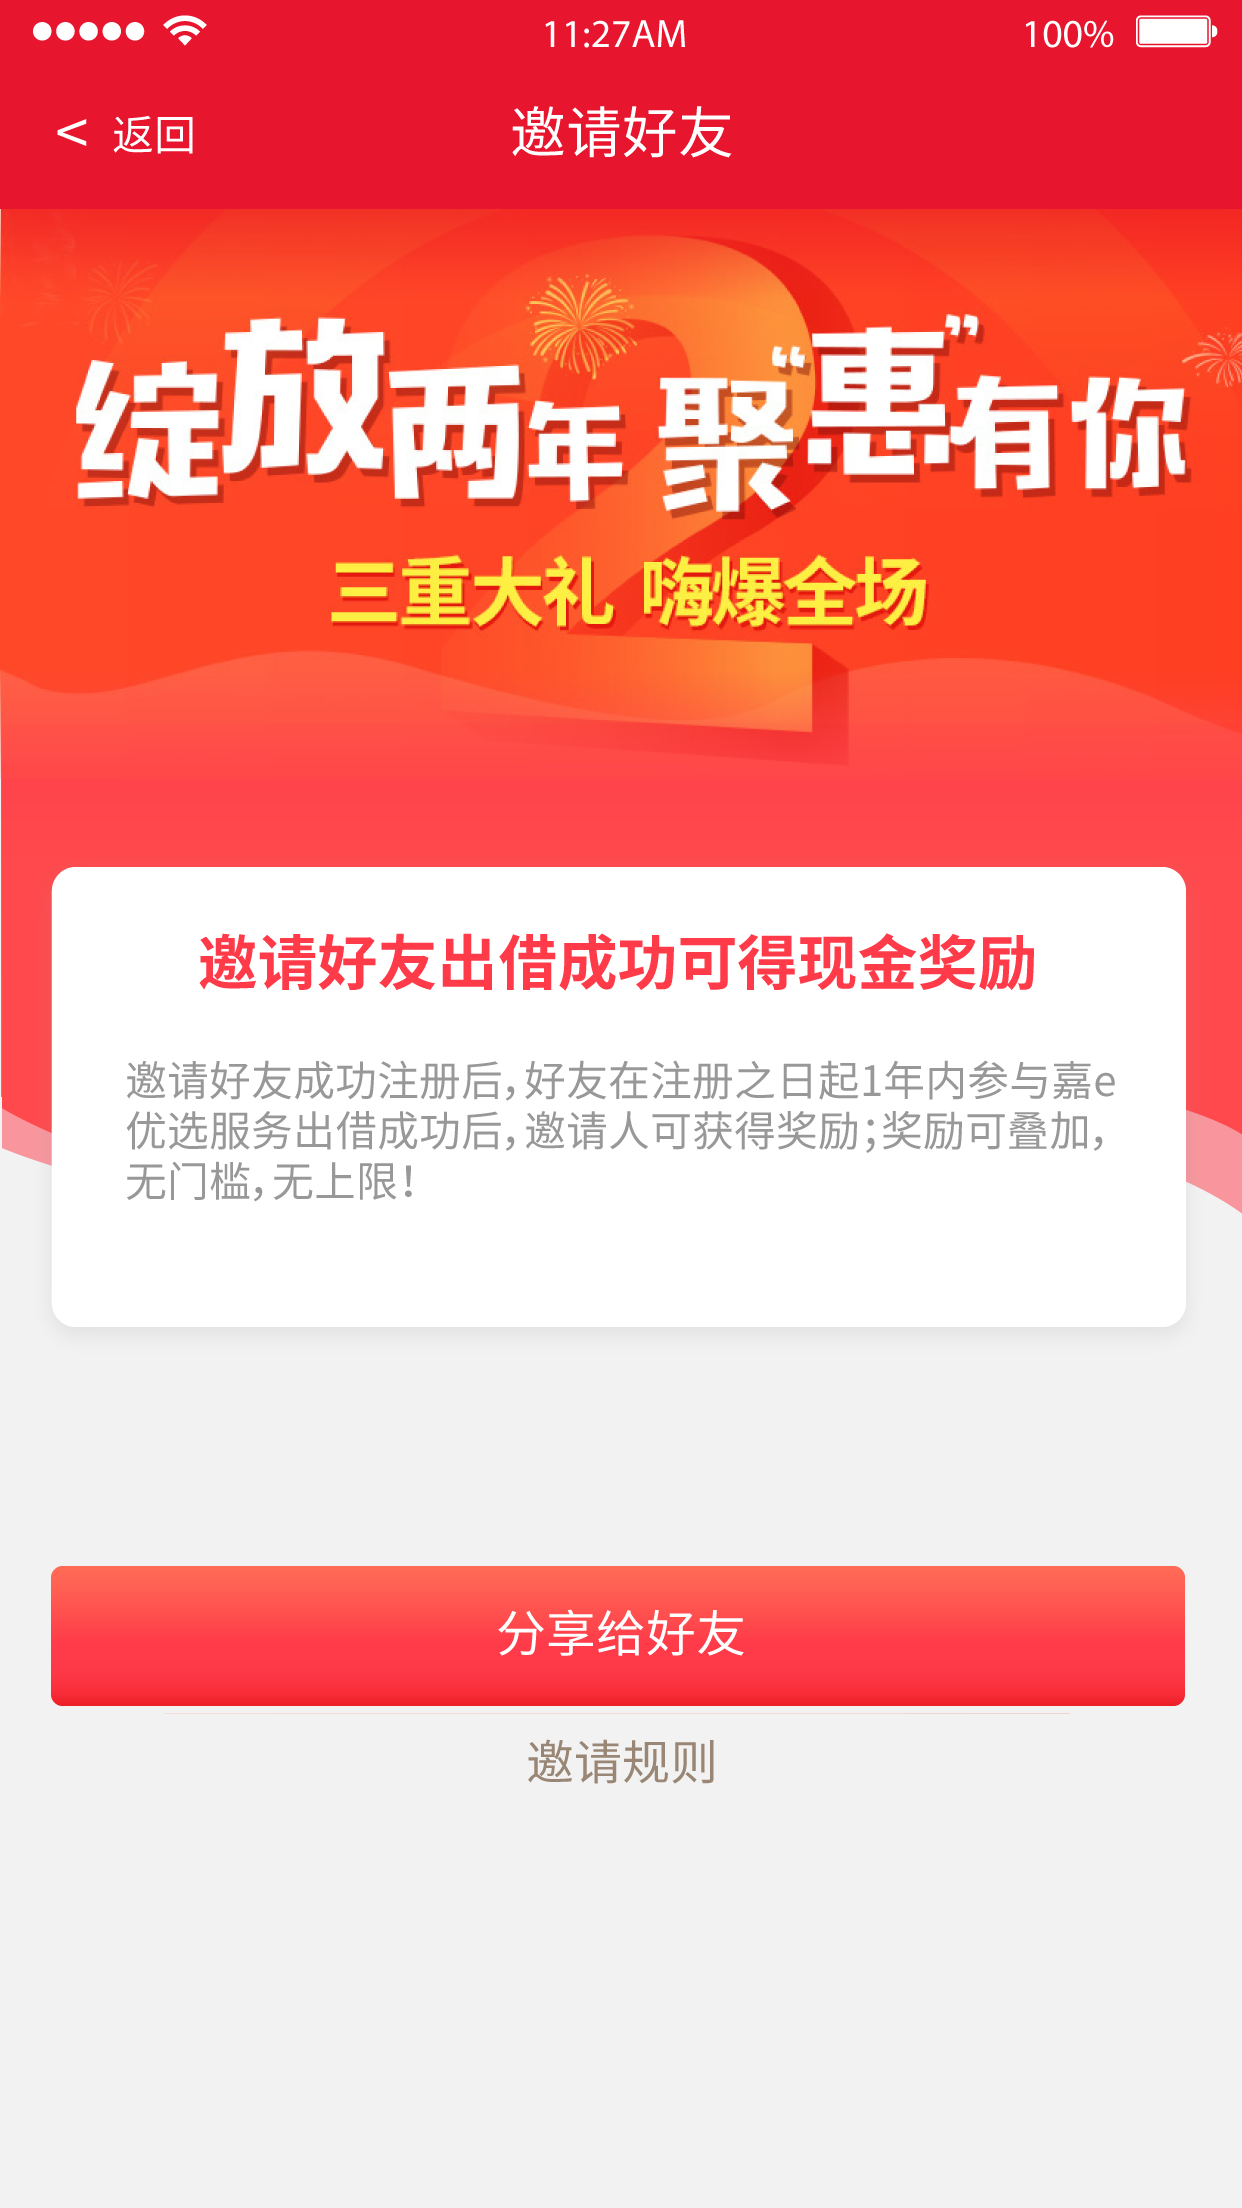 11:27AM
100%
< 返回
邀请好友
绽放两年 聚“惠”有你
三重大礼 嗨爆全场
邀请好友出借成功可得现金奖励
邀请好友成功注册后，好友在注册之日起1年内参与嘉e
优选服务出借成功后，邀请人可获得奖励；奖励可叠加，
无门槛，无上限！
分享给好友
邀请规则